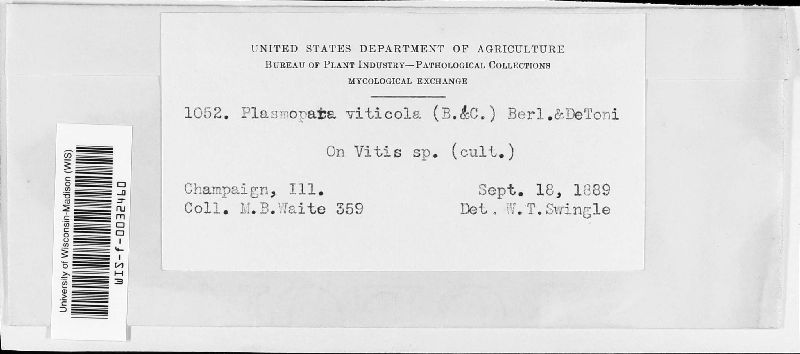 UNITED STATES DEPARTMENT OF AGRICULTURE
BUREAU OF PLANT INDUSTRY—PATHOLOGICAL COLLECTIONS
MYCOLOGICAL EXCHANGE
1052. Plasmopara viticola (B.&C.) Berl.&DeToni
On Vitis sp. (cult.)
Champaign, Ill. Sept. 18, 1889
Coll. M.B.Waite 359 Det. W.T.Swingle
University of Wisconsin-Madison (WIS)
WIS-f-0032460